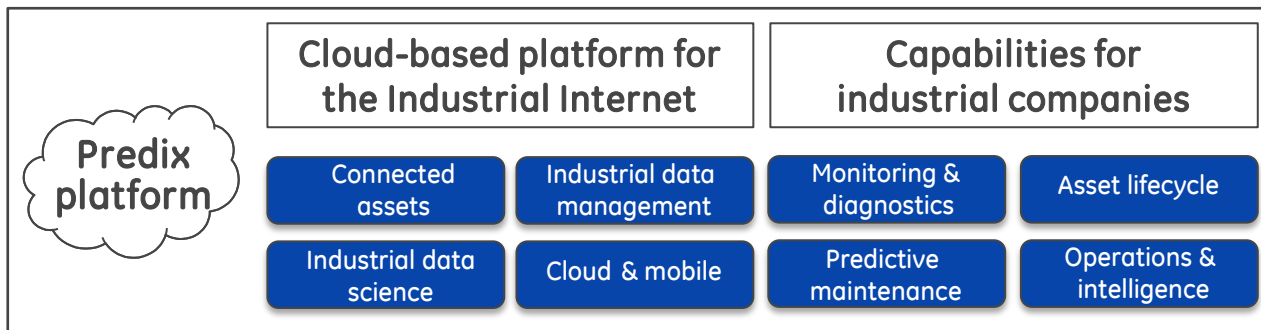 Cloud-based platform for
the Industrial Internet
Capabilities for
industrial companies
Predix
platform
Connected
assets
Industrial data
management
Monitoring &
diagnostics
Asset lifecycle
Industrial data
science
Cloud & mobile
Predictive
maintenance
Operations &
intelligence